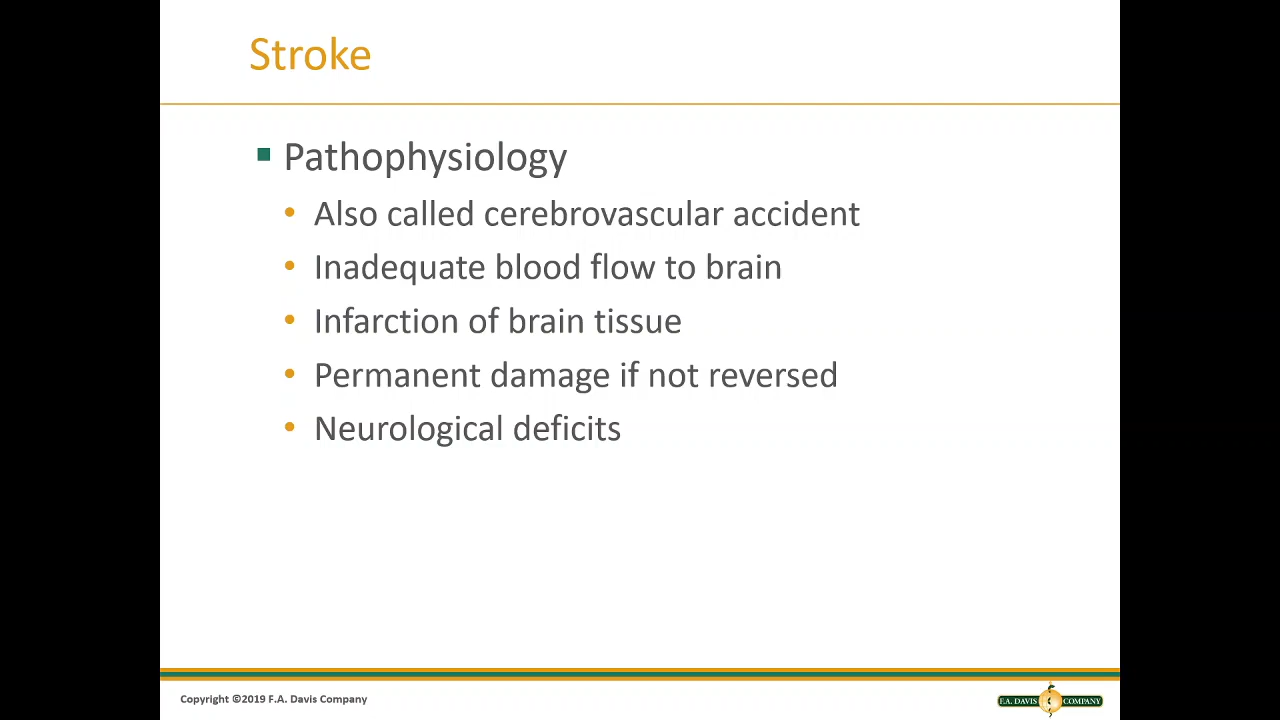 Stroke
Pathophysiology
Also called cerebrovascular accident
Inadequate blood flow to brain
Infarction of brain tissue
Permanent damage if not reversed
Neurological deficits
Copyright ©2019 F.A. Davis Company
F.A. DAVIS COMPANY